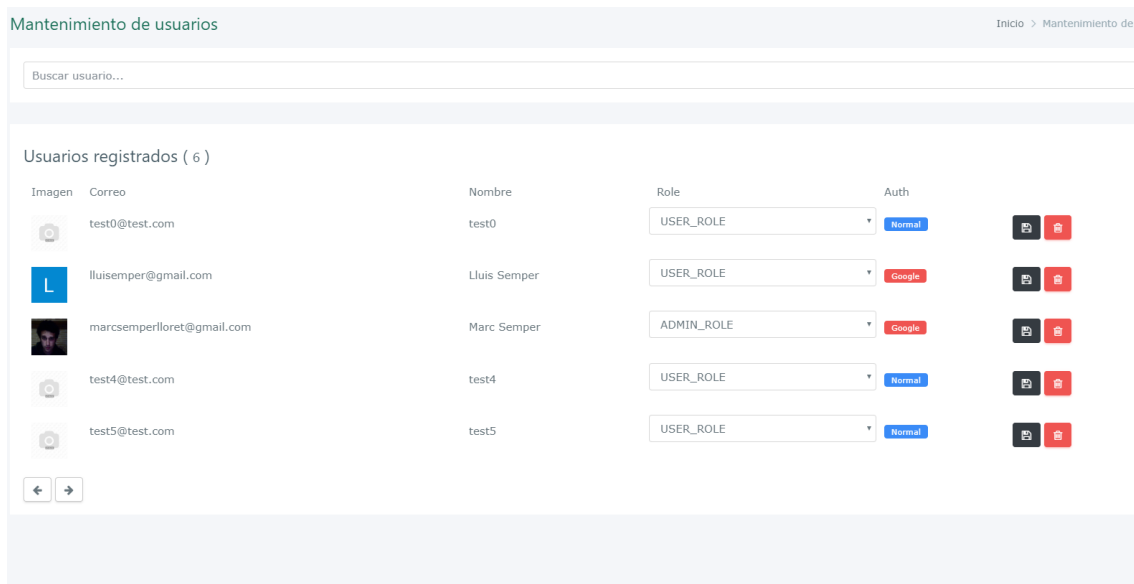 Mantenimiento de usuarios
Inicio > Mantenimiento de
Buscar usuario...
Usuarios registrados ( 6 )
Imagen Correo Nombre Role Auth
test0@test.com test0 USER_ROLE Normal
L lluisemper@gmail.com Lluis Semper USER_ROLE Google
marcsemperlloret@gmail.com Marc Semper ADMIN_ROLE Google
test4@test.com test4 USER_ROLE Normal
test5@test.com test5 USER_ROLE Normal